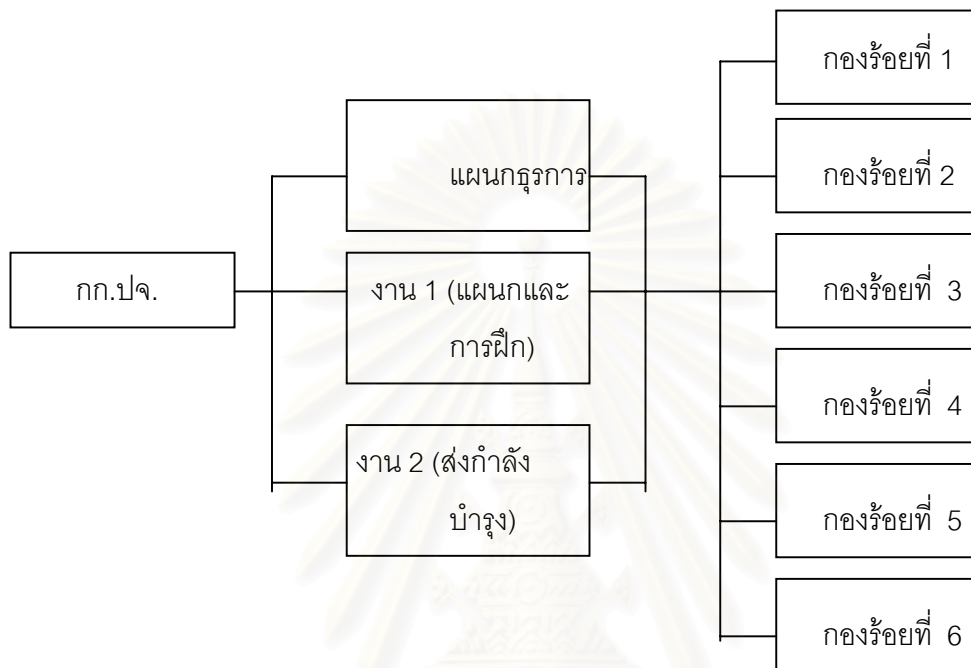 กองร้อยที่ 1
แผนกธุรการ
กองร้อยที่ 2
กก.ปจ.
งาน 1 (แผนกและ
การฝึก)
กองร้อยที่ 3
กองร้อยที่ 4
งาน 2 (ส่งกำลัง
บำรุง)
กองร้อยที่ 5
กองร้อยที่ 6